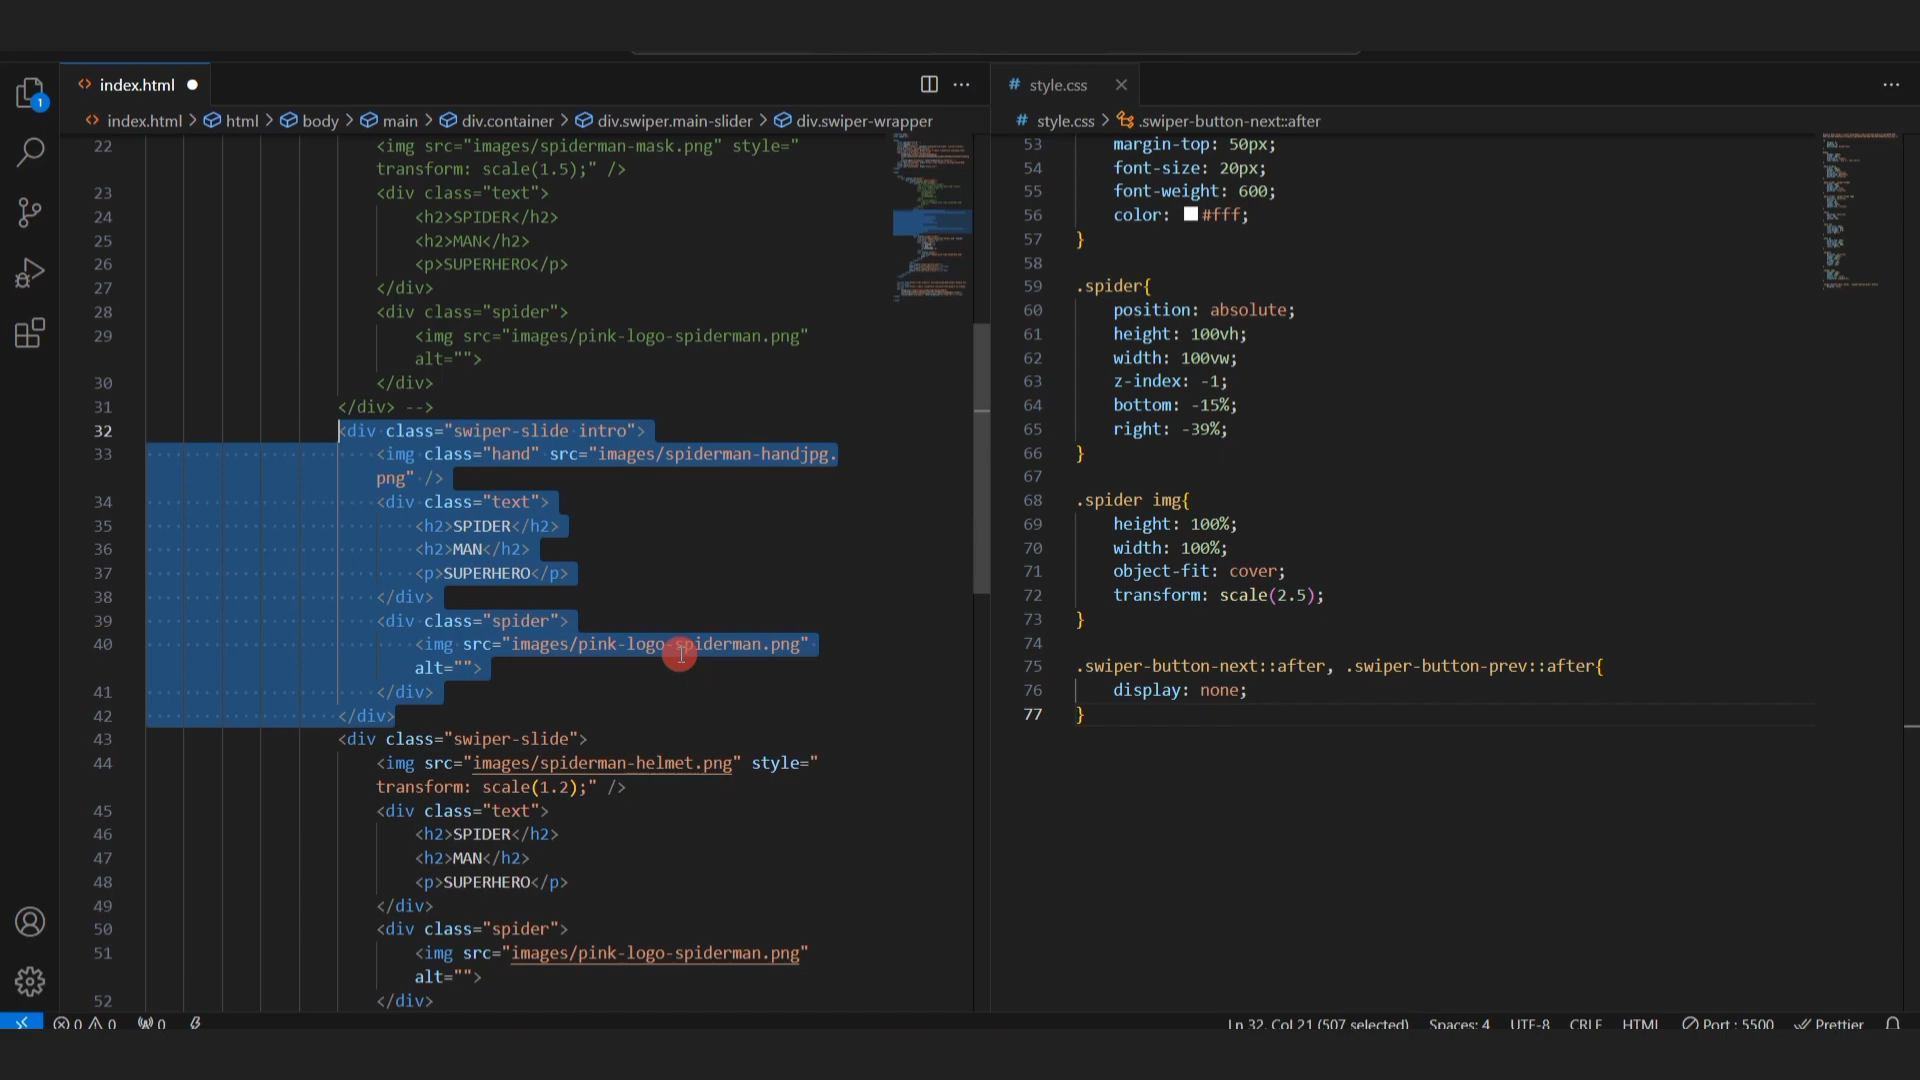 1
index.html
style.css
index.html > html > body > main > div.container > div.swiper.main-slider > div.swiper-wrapper
style.css > .swiper-button-next::after
22 <img src="images/spiderman-mask.png" style="
transform: scale(1.5);" />
23 <div class="text">
24 <h2>SPIDER</h2>
25 <h2>MAN</h2>
26 <p>SUPERHERO</p>
27 </div>
28 <div class="spider">
29 <img src="images/pink-logo-spiderman.png"
alt="">
30 </div>
31 </div> -->
32 <div class="swiper-slide intro">
33 <img class="hand" src="images/spiderman-handjpg.
png" />
34 <div class="text">
35 <h2>SPIDER</h2>
36 <h2>MAN</h2>
37 <p>SUPERHERO</p>
38 </div>
39 <div class="spider">
40 <img src="images/pink-logo-spiderman.png"
alt="">
41 </div>
42 </div>
43 <div class="swiper-slide">
44 <img src="images/spiderman-helmet.png" style="
transform: scale(1.2);" />
45 <div class="text">
46 <h2>SPIDER</h2>
47 <h2>MAN</h2>
48 <p>SUPERHERO</p>
49 </div>
50 <div class="spider">
51 <img src="images/pink-logo-spiderman.png"
alt="">
52 </div>
53 margin-top: 50px;
54 font-size: 20px;
55 font-weight: 600;
56 color: #fff;
57 }
58
59 .spider{
60 position: absolute;
61 height: 100vh;
62 width: 100vw;
63 z-index: -1;
64 bottom: -15%;
65 right: -39%;
66 }
67
68 .spider img{
69 height: 100%;
70 width: 100%;
71 object-fit: cover;
72 transform: scale(2.5);
73 }
74
75 .swiper-button-next::after, .swiper-button-prev::after{
76 display: none;
77 }
0 0 0 Ln 32, Col 21 (507 selected) Spaces: 4 UTF-8 CRLF HTML Port : 5500 Prettier